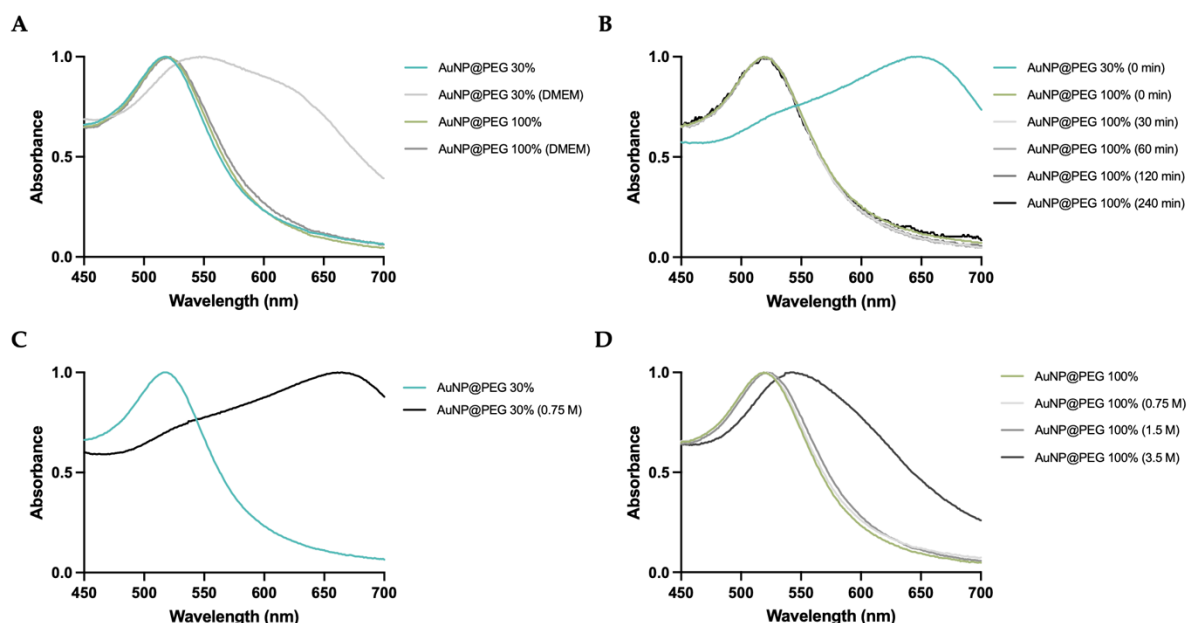 A
1.0
0.5
0.0
Absorbance
450 500 550 600 650 700
Wavelength (nm)
AuNP@PEG 30%
AuNP@PEG 30% (DMEM)
AuNP@PEG 100%
AuNP@PEG 100% (DMEM)
B
1.0
0.5
0.0
Absorbance
450 500 550 600 650 700
Wavelength (nm)
AuNP@PEG 30% (0 min)
AuNP@PEG 100% (0 min)
AuNP@PEG 100% (30 min)
AuNP@PEG 100% (60 min)
AuNP@PEG 100% (120 min)
AuNP@PEG 100% (240 min)
C
1.0
0.5
0.0
Absorbance
450 500 550 600 650 700
Wavelength (nm)
AuNP@PEG 30%
AuNP@PEG 30% (0.75 M)
D
1.0
0.5
0.0
Absorbance
450 500 550 600 650 700
Wavelength (nm)
AuNP@PEG 100%
AuNP@PEG 100% (0.75 M)
AuNP@PEG 100% (1.5 M)
AuNP@PEG 100% (3.5 M)